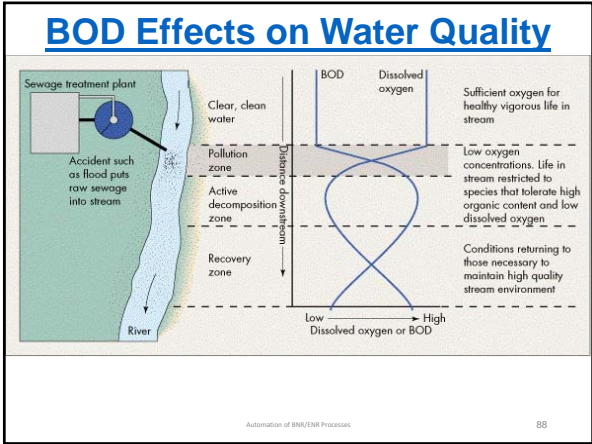 BOD Effects on Water Quality
Sewage treatment plant
Accident such
as flood puts
raw sewage
into stream
River
Clear, clean
water
Pollution
zone
Active
decomposition
zone
Recovery
zone
Distance downstream
BOD
Dissolved
oxygen
Low
High
Dissolved oxygen or BOD
Sufficient oxygen for
healthy vigorous life in
stream
Low oxygen
concentrations. Life in
stream restricted to
species that tolerate high
organic content and low
dissolved oxygen
Conditions returning to
those necessary to
maintain high quality
stream environment
Automation of BNR/ENR Processes
88